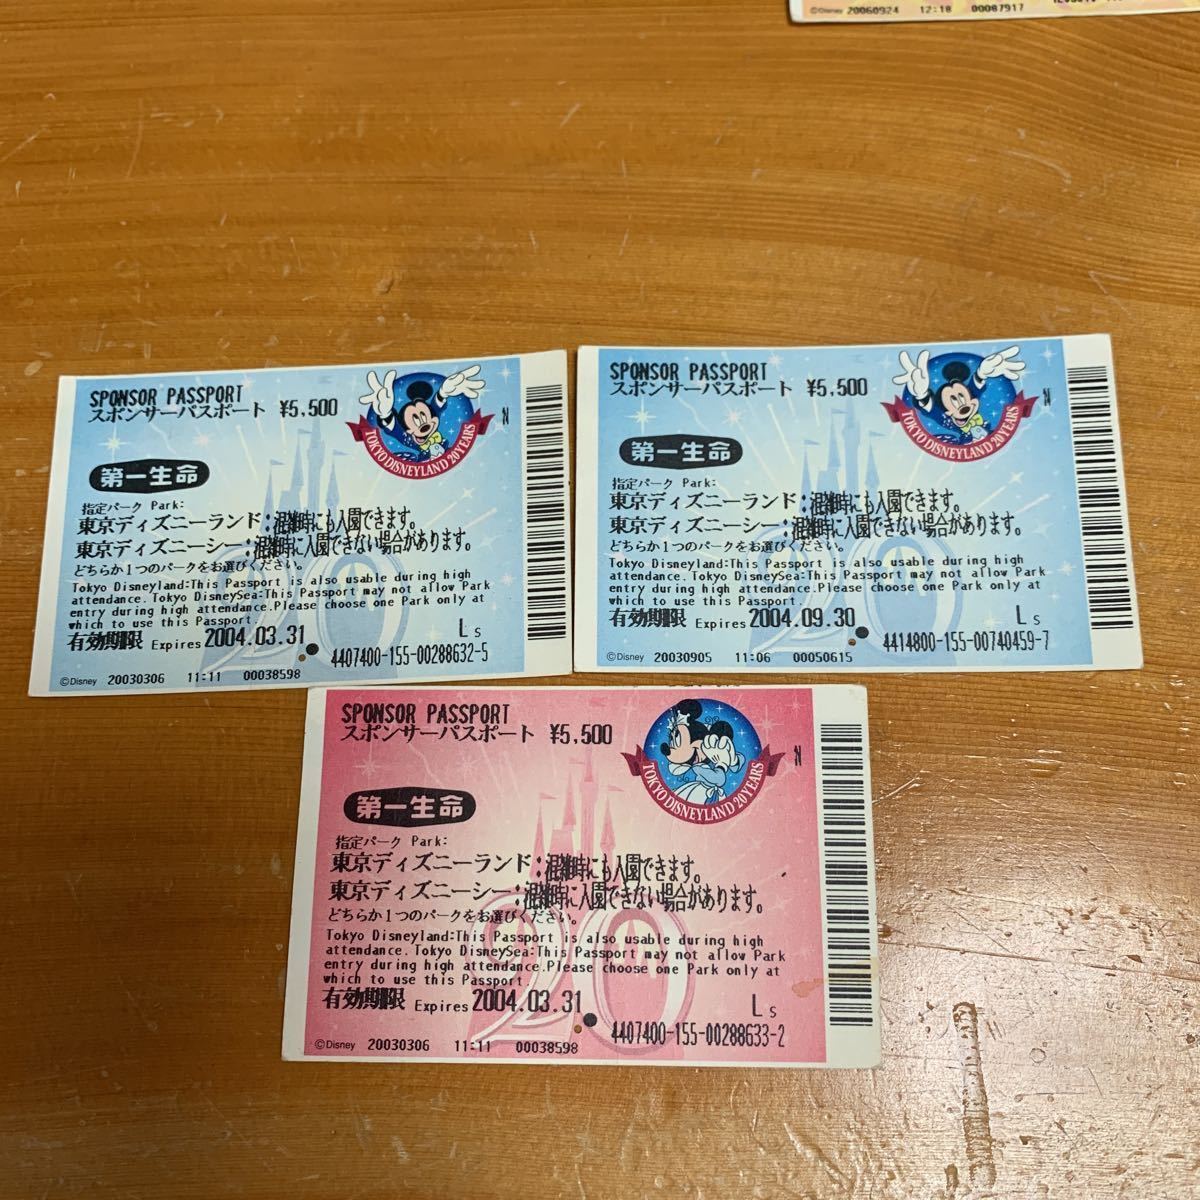 ©Disney 20060924 12:18 00087917
SPONSOR PASSPORT
スポンサーパスポート ¥5,500
TOKYO DISNEYLAND 20 YEARS
N
第一生命
指定パーク Park:
東京ディズニーランド:混雑時にも入園できます。
東京ディズニーシー:混雑時に入園できない場合があります。
どちらか1つのパークをお選びください。
Tokyo Disneyland:This Passport is also usable during high
attendance. Tokyo DisneySea:This Passport may not allow Park
entry during high attendance.Please choose one Park only at
which to use this Passport.
有効期限 Expires 2004.03.31 Ls
4407400-155-00288632-5
©Disney 20030306 11:11 00038598
SPONSOR PASSPORT
スポンサーパスポート ¥5,500
TOKYO DISNEYLAND 20 YEARS
N
第一生命
指定パーク Park:
東京ディズニーランド:混雑時にも入園できます。
東京ディズニーシー:混雑時に入園できない場合があります。
どちらか1つのパークをお選びください。
Tokyo Disneyland:This Passport is also usable during high
attendance. Tokyo DisneySea:This Passport may not allow Park
entry during high attendance.Please choose one Park only at
which to use this Passport.
有効期限 Expires 2004.09.30 Ls
4414800-155-00740459-7
©Disney 20030905 11:06 00050615
SPONSOR PASSPORT
スポンサーパスポート ¥5,500
TOKYO DISNEYLAND 20 YEARS
N
第一生命
指定パーク Park:
東京ディズニーランド:混雑時にも入園できます。
東京ディズニーシー:混雑時に入園できない場合があります。
どちらか1つのパークをお選びください。
Tokyo Disneyland:This Passport is also usable during high
attendance. Tokyo DisneySea:This Passport may not allow Park
entry during high attendance.Please choose one Park only at
which to use this Passport.
有効期限 Expires 2004.03.31 Ls
4407400-155-00288633-2
©Disney 20030306 11:11 00038598